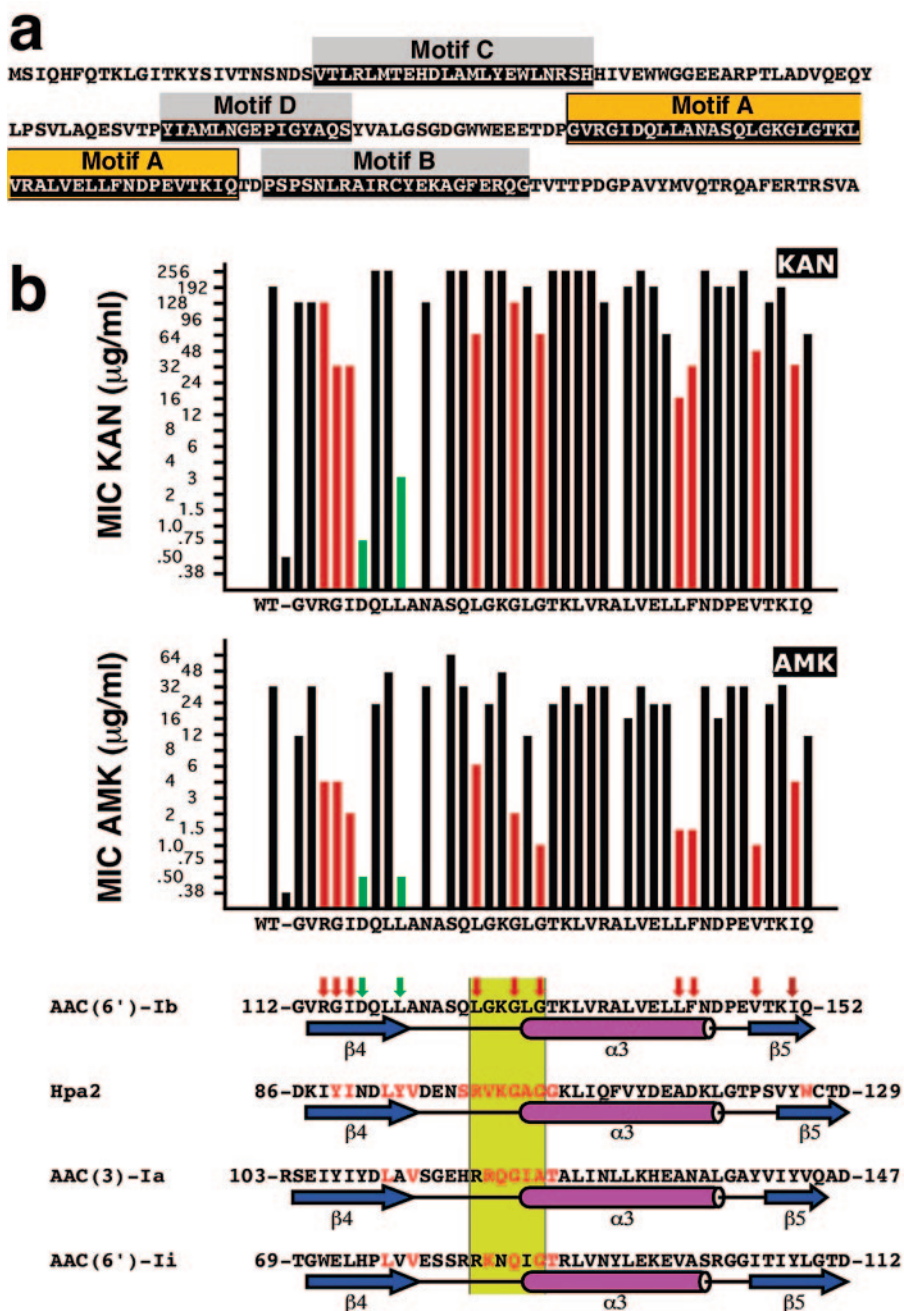 a
Motif C
MSIQHFQTKLGITKYSIVTNSNDSVTLRLMTEHDLAMLYEWLNRSHHIVEWWGGEEARPTLADVQEQY
Motif D Motif A
LPSVLAQESVTPYIAMLNGEPIGYAQSYVALGSGDGWWEEETDPGVRGIDQLLANASQLGKGLGTKL
Motif A Motif B
VRALVELLFNDPEVTKIQTDPSPSNLRAIRCYEKAGFERQGTVTTPDGPAVYMVQTRQAFERTRSVA
b
KAN
MIC KAN (µg/ml)
256
192
128
96
64
48
32
24
16
12
8
6
4
3
2
1.5
1.0
.75
.50
.38
WT-GVRGIDQLLANASQLGKGLGTKLVRALVELLFNDPEVTKIQ
AMK
MIC AMK (µg/ml)
64
48
32
24
16
12
8
6
4
3
2
1.5
1.0
.75
.50
.38
WT-GVRGIDQLLANASQLGKGLGTKLVRALVELLFNDPEVTKIQ
AAC(6')-Ib 112-GVRGIDQLLANASQLGKGLGTKLVRALVELLFNDPEVTKIQ-152
β4 α3 β5
Hpa2 86-DKIYINDLYVDENSRVKGAGGKLIQFVYDEADKLGTPSVYWCTD-129
β4 α3 β5
AAC(3)-Ia 103-RSEIYIYDLAVSGEHRRQGIATALINLLKHEANALGAYVIYVQAD-147
β4 α3 β5
AAC(6')-Ii 69-TGWELHPLVVESSRRKNQIGTRLVNYLEKEVASRGGITIYLGTD-112
β4 α3 β5